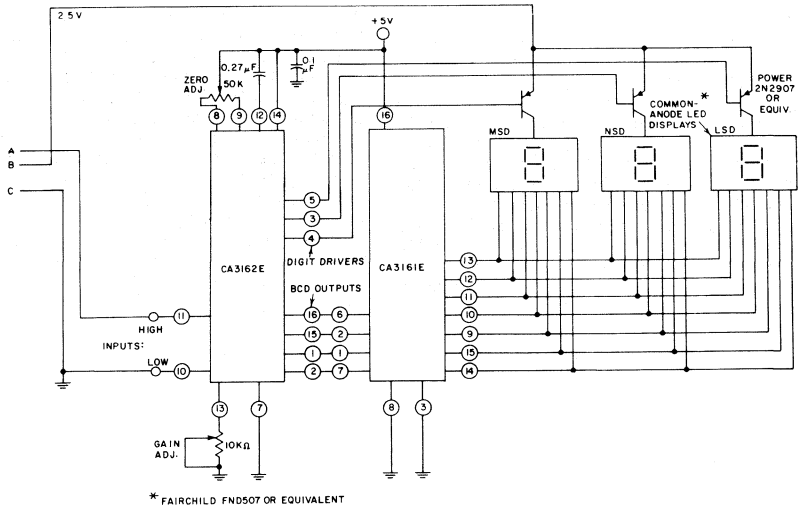 2.5V
+5V
0.27µF
0.1
µF
ZERO
ADJ.
50K
8
9
12
14
16
POWER
2N2907
OR
EQUIV.
*
COMMON-
ANODE LED
DISPLAYS
MSD
NSD
LSD
8
8
8
A
B
C
5
3
4
DIGIT DRIVERS
CA3162E
CA3161E
BCD OUTPUTS
13
12
11
10
9
15
14
11
HIGH
INPUTS:
LOW
10
16
6
15
2
1
1
2
7
13
7
8
3
GAIN
ADJ.
10KΩ
* FAIRCHILD FND507 OR EQUIVALENT